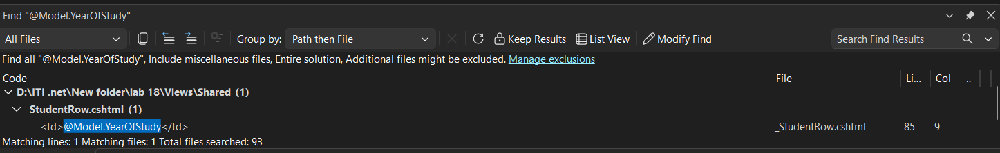 Find "@Model.YearOfStudy"
All Files Group by: Path then File Keep Results List View Modify Find Search Find Results
Find all "@Model.YearOfStudy", Include miscellaneous files, Entire solution, Additional files might be excluded. Manage exclusions
Code File Li... Col ...
D:\ITI .net\New folder\lab 18\Views\Shared (1)
_StudentRow.cshtml (1)
<td>@Model.YearOfStudy</td> _StudentRow.cshtml 85 9
Matching lines: 1 Matching files: 1 Total files searched: 93